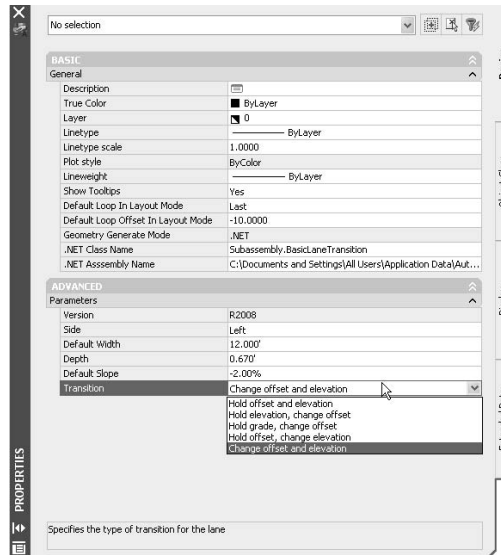 No selection
BASIC
General
Description
True Color ByLayer
Layer 0
Linetype ByLayer
Linetype scale 1.0000
Plot style ByColor
Lineweight ByLayer
Show Tooltips Yes
Default Loop In Layout Mode Last
Default Loop Offset In Layout Mode -10.0000
Geometry Generate Mode .NET
.NET Class Name Subassembly.BasicLaneTransition
.NET Asssembly Name C:\Documents and Settings\All Users\Application Data\Aut...
ADVANCED
Parameters
Version R2008
Side Left
Default Width 12.000'
Depth 0.670'
Default Slope -2.00%
Transition Change offset and elevation
Hold offset and elevation
Hold elevation, change offset
Hold grade, change offset
Hold offset, change elevation
Change offset and elevation
PROPERTIES
Specifies the type of transition for the lane